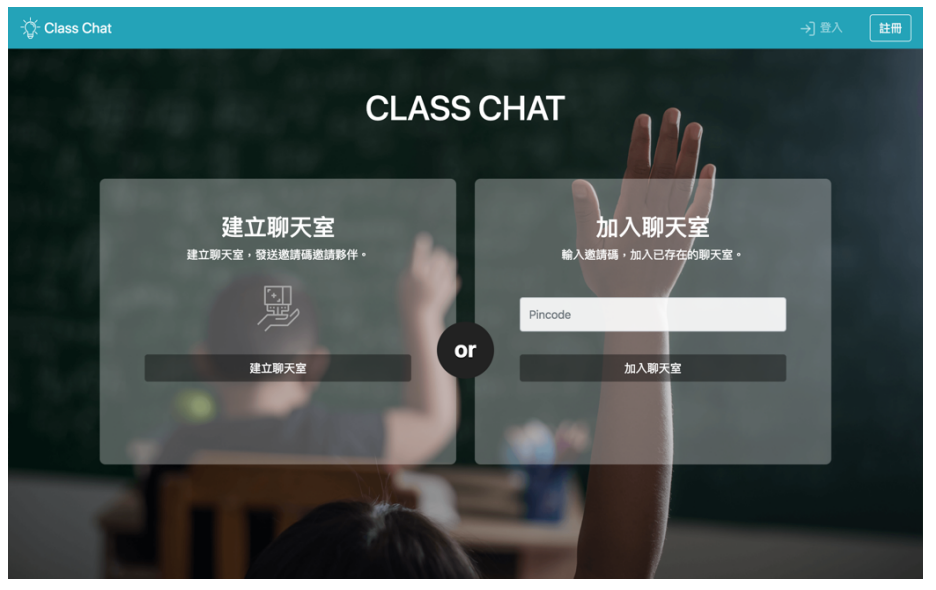 Class Chat
登入
註冊
CLASS CHAT
建立聊天室
建立聊天室，發送邀請碼邀請夥伴。
建立聊天室
or
加入聊天室
輸入邀請碼，加入已存在的聊天室。
Pincode
加入聊天室